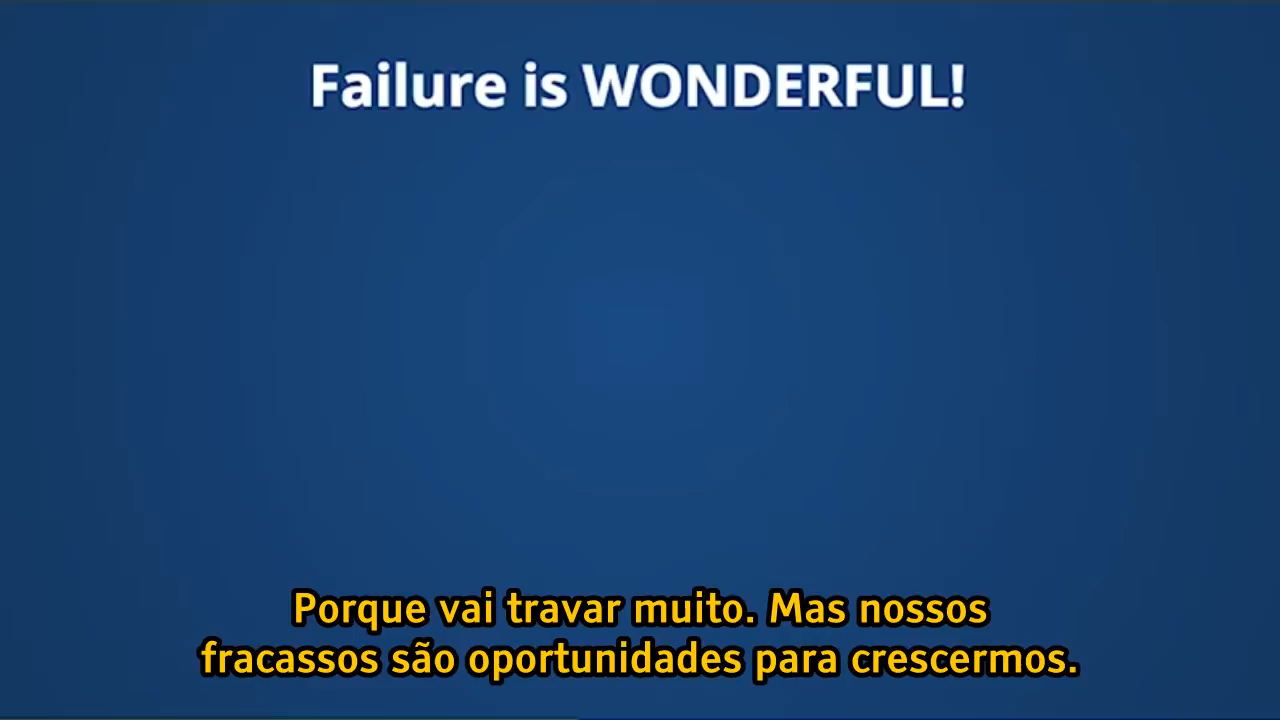 Failure is WONDERFUL!
Porque vai travar muito. Mas nossos
fracassos são oportunidades para crescermos.